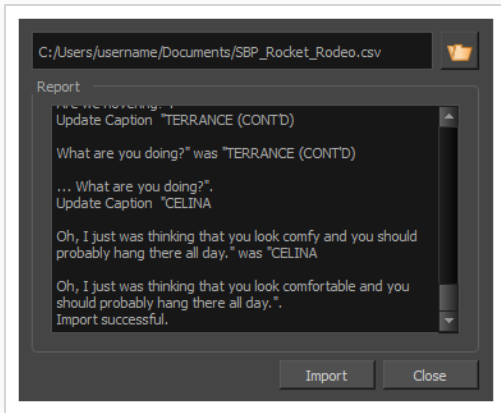 C:/Users/username/Documents/SBP_Rocket_Rodeo.csv
Report
Are we hovering?".
Update Caption "TERRANCE (CONT'D)
What are you doing?" was "TERRANCE (CONT'D)
... What are you doing?".
Update Caption "CELINA
Oh, I just was thinking that you look comfy and you should
probably hang there all day." was "CELINA
Oh, I just was thinking that you look comfortable and you
should probably hang there all day.".
Import successful.
Import
Close